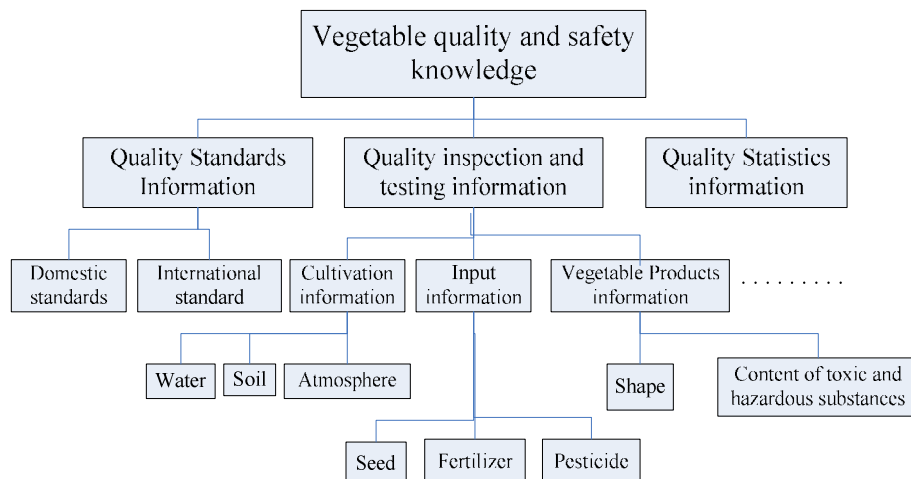 Vegetable quality and safety
knowledge
Quality Standards
Information
Quality inspection and
testing information
Quality Statistics
information
Domestic
standards
International
standard
Cultivation
information
Input
information
Vegetable Products
information
. . . . . . . . .
Water
Soil
Atmosphere
Shape
Content of toxic and
hazardous substances
Seed
Fertilizer
Pesticide